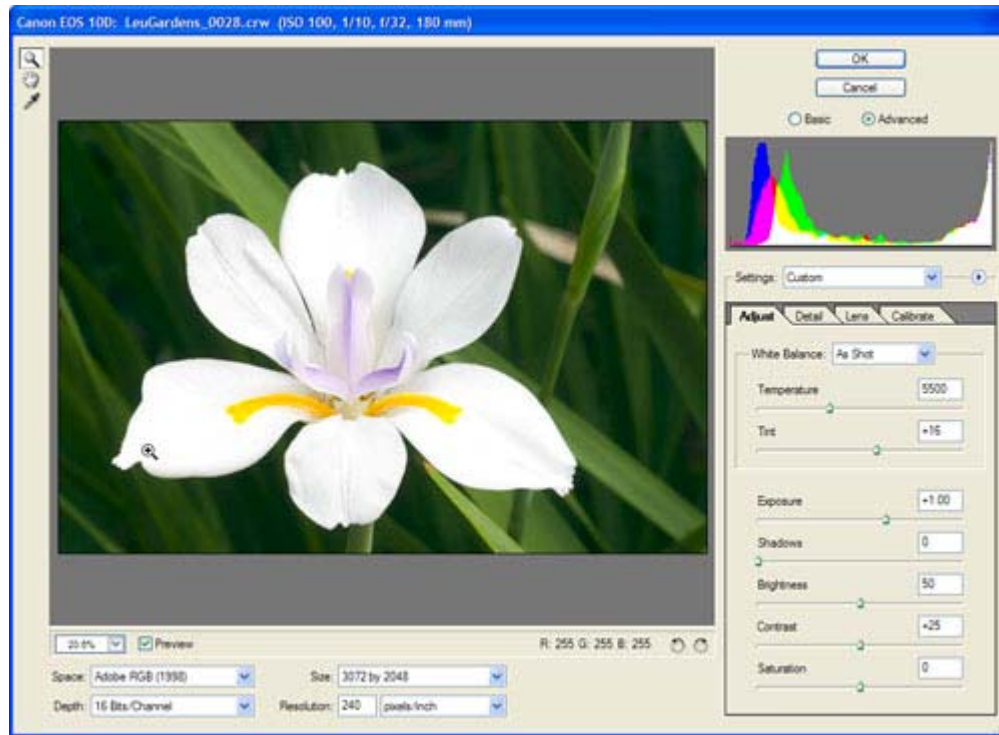 Canon EOS 10D: LeuGardens_0028.crw (ISO 100, 1/10, f/32, 180 mm)
OK
Cancel
Basic Advanced
Settings: Custom
Adjust Detail Lens Calibrate
White Balance: As Shot
Temperature 5500
Tint +16
Exposure +1.00
Shadows 0
Brightness 50
Contrast +25
Saturation 0
Preview R: 255 G: 255 B: 255
Space: Adobe RGB (1998) Size: 3072 by 2048
Depth: 16 Bits/Channel Resolution: 240 pixels/inch